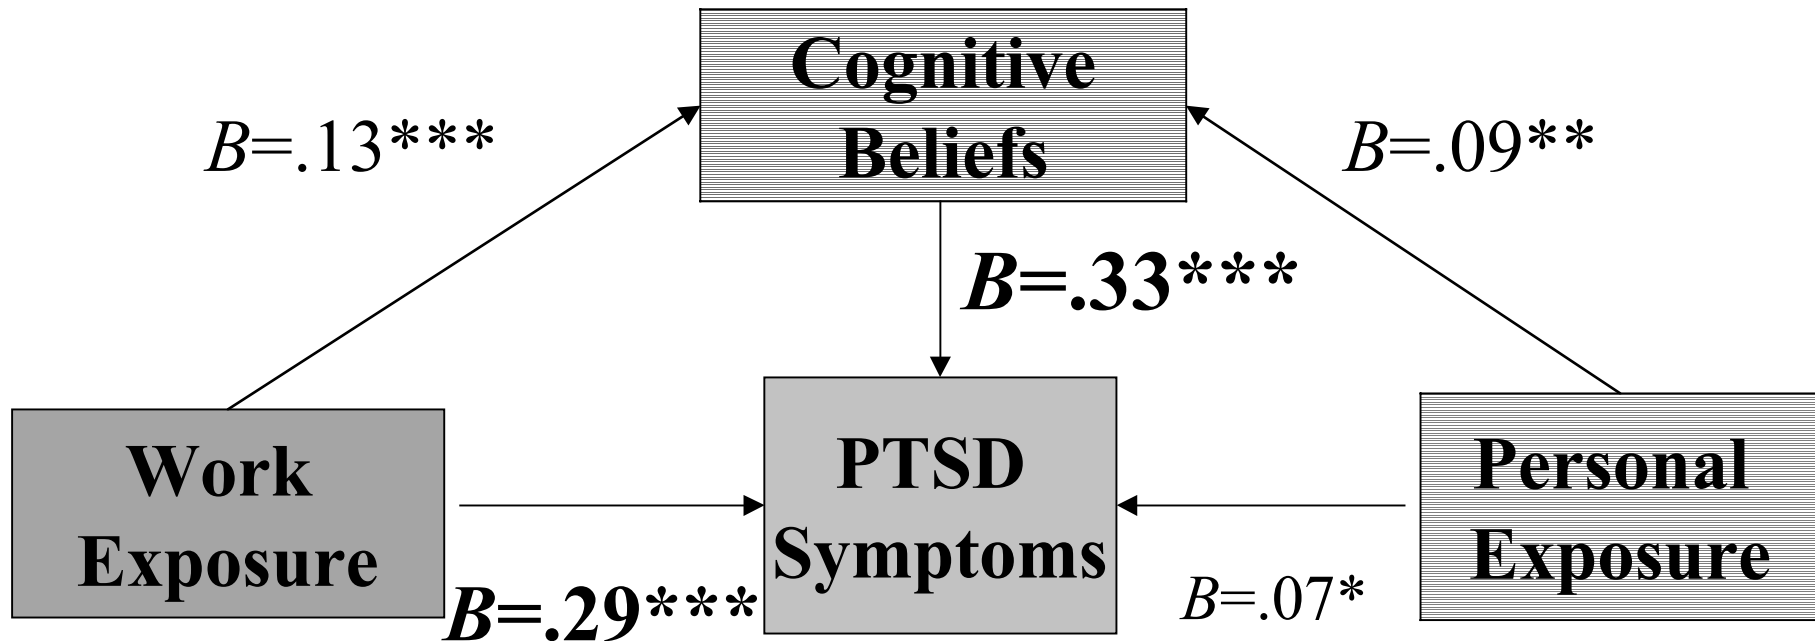 Cognitive
Beliefs
B=.13***
B=.09**
B=.33***
Work
Exposure
PTSD
Symptoms
Personal
Exposure
B=.29***
B=.07*